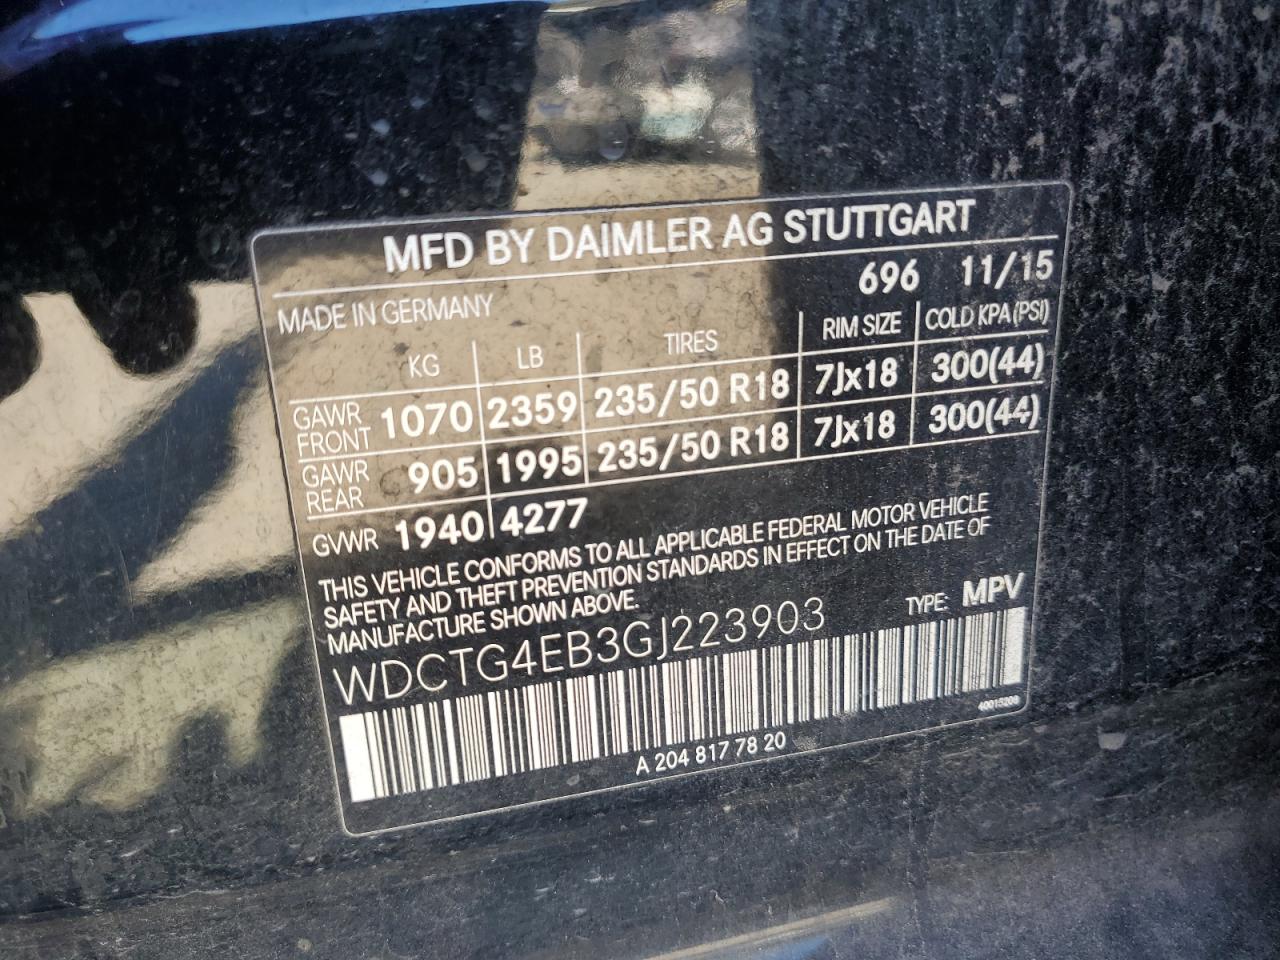 MFD BY DAIMLER AG STUTTGART
696 11/15
MADE IN GERMANY
KG LB TIRES RIM SIZE COLD KPA (PSI)
GAWR FRONT 1070 2359 235/50 R18 7Jx18 300(44)
GAWR REAR 905 1995 235/50 R18 7Jx18 300(44)
GVWR 1940 4277
THIS VEHICLE CONFORMS TO ALL APPLICABLE FEDERAL MOTOR VEHICLE
SAFETY AND THEFT PREVENTION STANDARDS IN EFFECT ON THE DATE OF
MANUFACTURE SHOWN ABOVE.
WDCTG4EB3GJ223903 TYPE: MPV
40015208
A 204 817 78 20